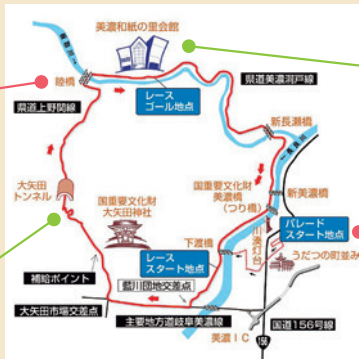 美濃和紙の里会館
陸橋
県道美濃洞戸線
レース
ゴール地点
県道上野関線
新長瀬橋
大矢田
トンネル
国重要文化財
美濃橋
(つり橋)
新美濃橋
国重要文化財
大矢田神社
パレード
スタート地点
川湊灯台
うだつの町並み
下渡橋
レース
スタート地点
補給ポイント
藍川団地交差点
大矢田市場交差点
主要地方道岐阜美濃線
国道156号線
美濃IC
156